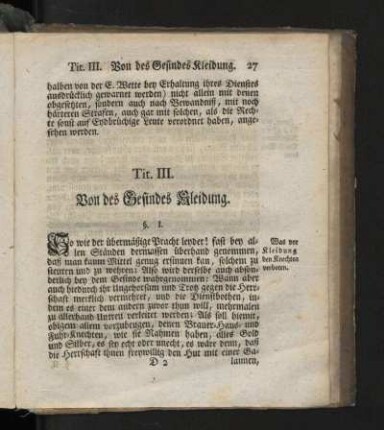 Tit. III. Von des Gesindes Kleidung. 27
halben von der E. Wette bey Erhaltung ihres Dienstes
ausdrücklich gewarnet werden) nicht allein mit denen
obgesetzten, sondern auch nach Bewandniß, mit noch
härteren Strafen, auch gar mit solchen, als die Rech-
te sonst auf Eydbrüchige Leute verordnet haben, ange-
sehen werden.
Tit. III.
Von des Gesindes Kleidung.
§. 1.
So wie der übermäßige Pracht leyder! fast bey al-
len Ständen dermassen überhand genommen,
daß man kaum Mittel genug ersinnen kan, solchem zu
steuren und zu wehren: Also wird derselbe auch abson-
derlich bey dem Gesinde wahrgenommen: Wann aber
auch hiedurch ihr Ungehorsam und Trotz gegen die Herr-
schaft mercklich vermehret, und die Dienstbothen, in-
dem es einer dem andern zuvor thun will, mehrmalen
zu allerhand Untreu verleitet werden; Als soll hiemit,
obigem allem vorzubeugen, denen Brauer-Haus- und
Fuhr-Knechten, wie sie Nahmen haben, alles Gold
und Silber, es sey echt oder unecht, es wäre denn, daß
die Herrschaft ihnen freywillig den Hut mit einer Ga-
Was vor
Kleidung
den Knechten
verboten.
D 2 launen,